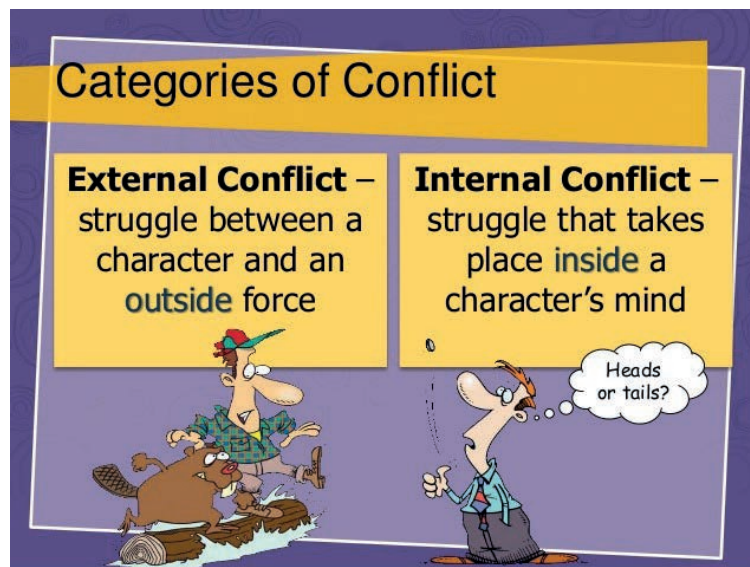 Categories of Conflict
External Conflict –
struggle between a
character and an
outside force
Internal Conflict –
struggle that takes
place inside a
character’s mind
Heads
or tails?